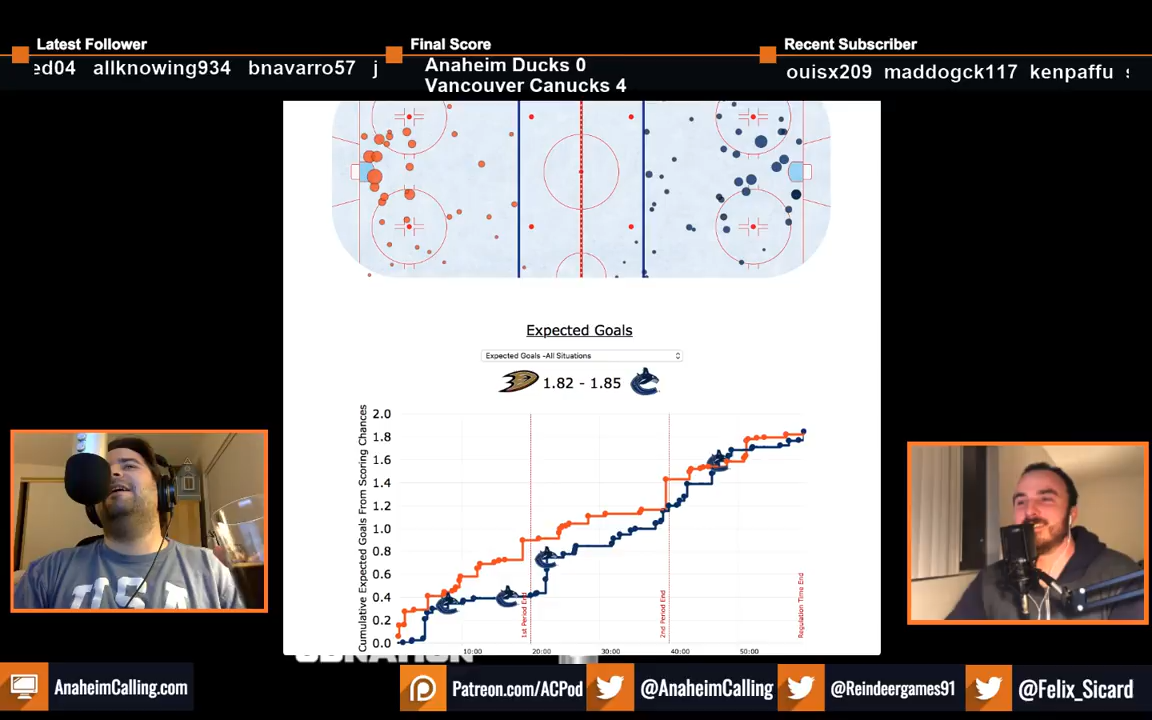 Latest Follower
Final Score
Recent Subscriber
ed04 allknowing934 bnavarro57 j
Anaheim Ducks 0
Vancouver Canucks 4
ouisx209 maddogck117 kenpaffu
Expected Goals
Expected Goals -All Situations
1.82 - 1.85
Cumulative Expected Goals From Scoring Chances
2.0
1.8
1.6
1.4
1.2
1.0
0.8
0.6
0.4
0.2
0.0
1st Period End
2nd Period End
Regulation Time End
10:00 20:00 30:00 40:00 50:00
USA
AnaheimCalling.com
Patreon.com/ACPod
@AnaheimCalling
@Reindeergames91
@Felix_Sicard